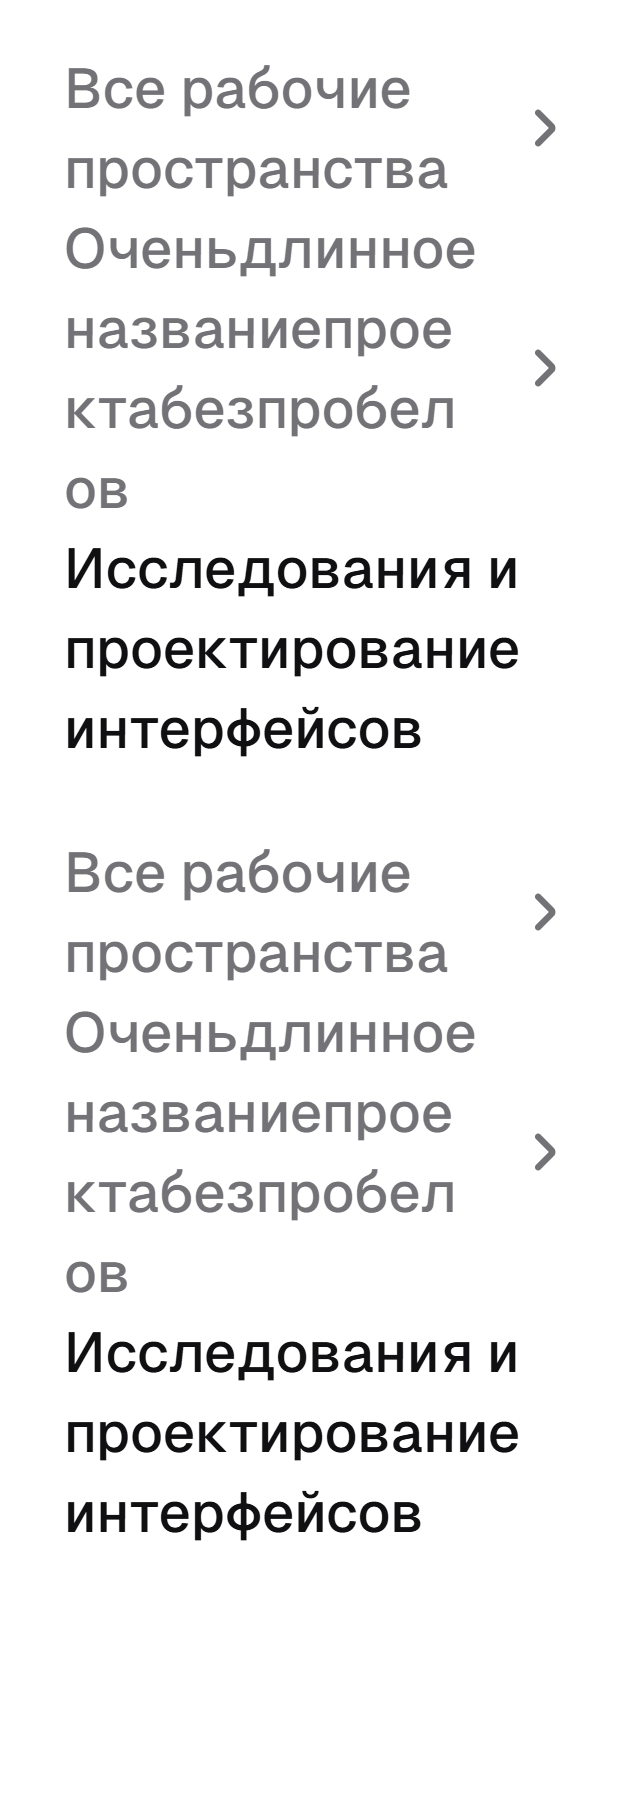 Все рабочие
пространства
Оченьдлинное
названиепрое
ктабезпробел
ов
Исследования и
проектирование
интерфейсов
Все рабочие
пространства
Оченьдлинное
названиепрое
ктабезпробел
ов
Исследования и
проектирование
интерфейсов